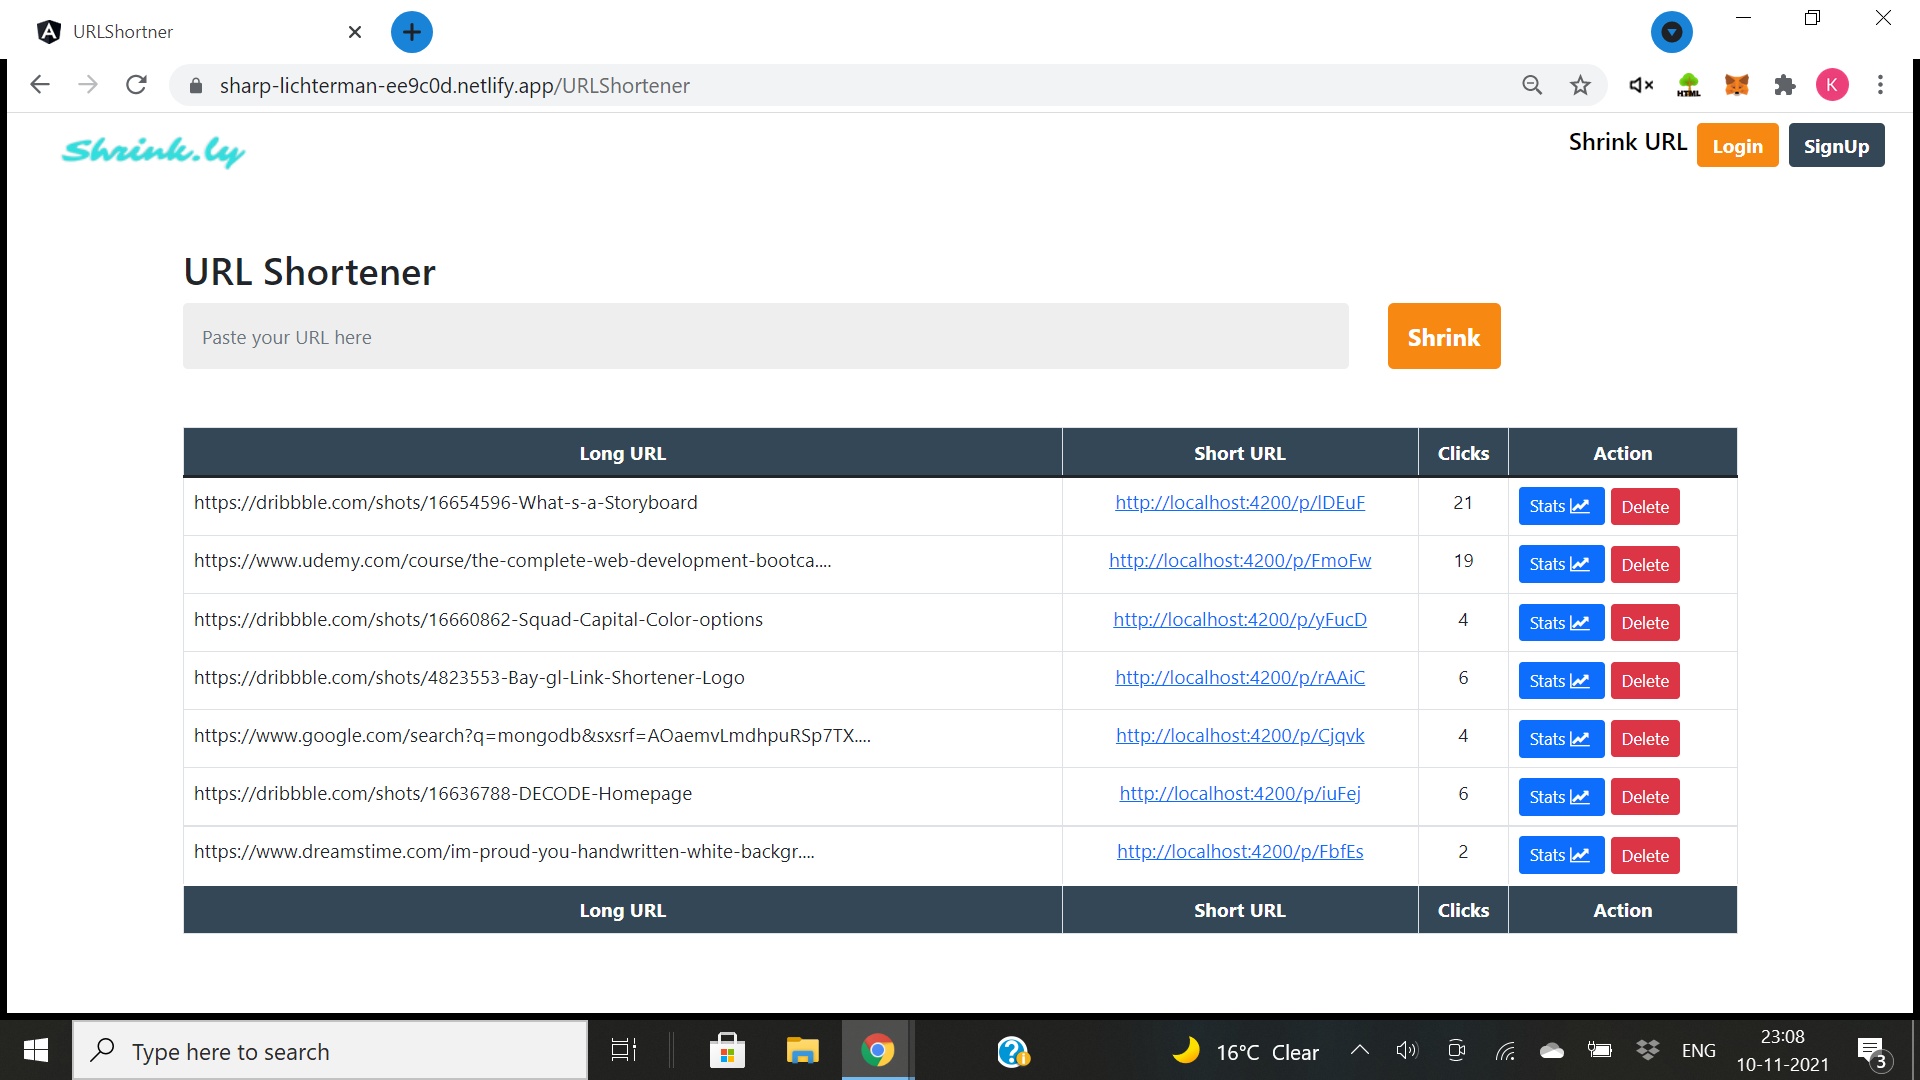 URLShortner
sharp-lichterman-ee9c0d.netlify.app/URLShortener
HTML
K
Shrink.ly
Shrink URL Login SignUp
URL Shortener
Paste your URL here Shrink
Long URL Short URL Clicks Action
https://dribbble.com/shots/16654596-What-s-a-Storyboard http://localhost:4200/p/lDEuF 21 Stats Delete
https://www.udemy.com/course/the-complete-web-development-bootca.... http://localhost:4200/p/FmoFw 19 Stats Delete
https://dribbble.com/shots/16660862-Squad-Capital-Color-options http://localhost:4200/p/yFucD 4 Stats Delete
https://dribbble.com/shots/4823553-Bay-gl-Link-Shortener-Logo http://localhost:4200/p/rAAiC 6 Stats Delete
https://www.google.com/search?q=mongodb&sxsrf=AOaemvLmdhpuRSp7TX.... http://localhost:4200/p/Cjqvk 4 Stats Delete
https://dribbble.com/shots/16636788-DECODE-Homepage http://localhost:4200/p/iuFej 6 Stats Delete
https://www.dreamstime.com/im-proud-you-handwritten-white-backgr.... http://localhost:4200/p/FbfEs 2 Stats Delete
Long URL Short URL Clicks Action
Type here to search
16°C Clear
ENG
23:08
10-11-2021
3